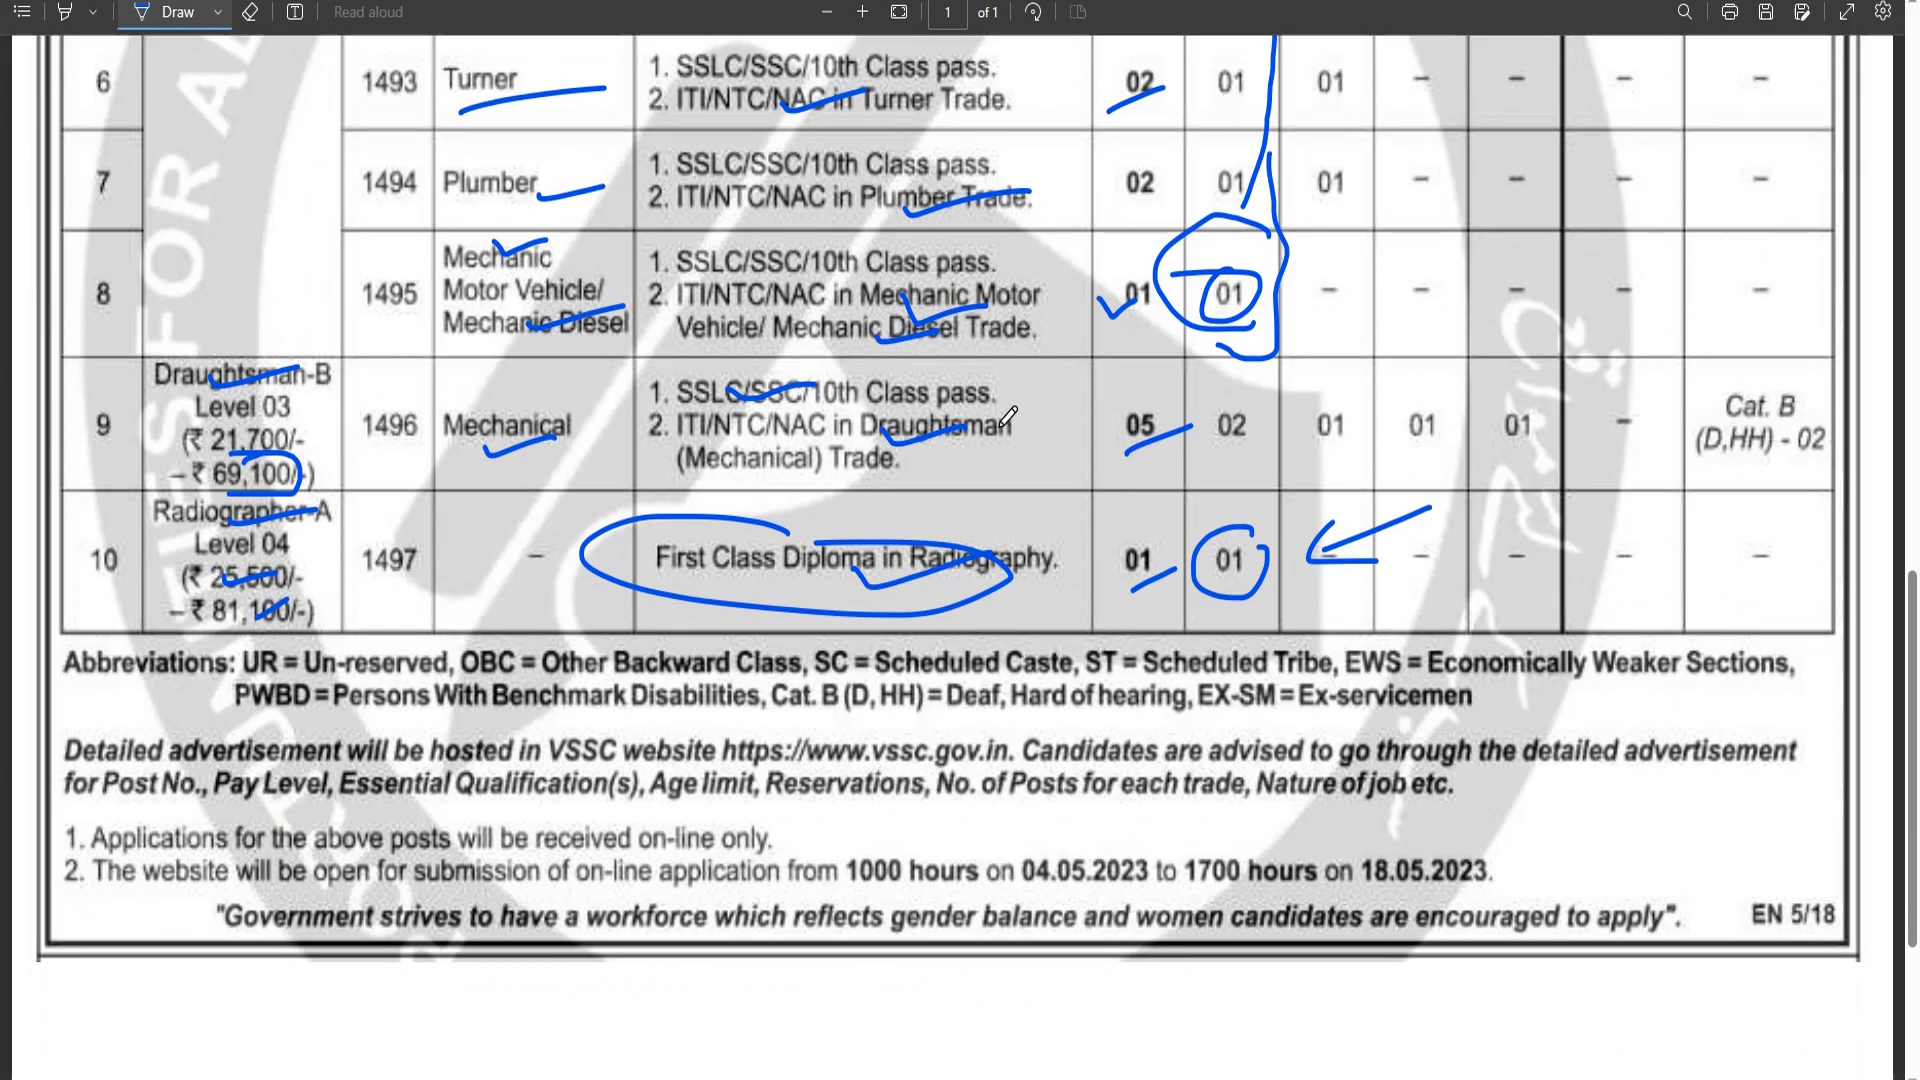 Draw
Read aloud
1 of 1
6 1493 Turner 1. SSLC/SSC/10th Class pass. 02 01 01 – – – –
2. ITI/NTC/NAC in Turner Trade.
7 1494 Plumber 1. SSLC/SSC/10th Class pass. 02 01 01 – – – –
2. ITI/NTC/NAC in Plumber Trade.
8 1495 Mechanic 1. SSLC/SSC/10th Class pass. 01 01 – – – – –
Motor Vehicle/ 2. ITI/NTC/NAC in Mechanic Motor
Mechanic Diesel Vehicle/ Mechanic Diesel Trade.
Draughtsman-B
Level 03
(₹ 21,700/-
– ₹ 69,100/-)
9 1496 Mechanical 1. SSLC/SSC/10th Class pass. 05 02 01 01 01 – Cat. B
2. ITI/NTC/NAC in Draughtsman (D,HH) - 02
(Mechanical) Trade.
Radiographer-A
Level 04
(₹ 25,500/-
– ₹ 81,100/-)
10 1497 – First Class Diploma in Radiography. 01 01 – – – – –
Abbreviations: UR = Un-reserved, OBC = Other Backward Class, SC = Scheduled Caste, ST = Scheduled Tribe, EWS = Economically Weaker Sections,
PWBD = Persons With Benchmark Disabilities, Cat. B (D, HH) = Deaf, Hard of hearing, EX-SM = Ex-servicemen
Detailed advertisement will be hosted in VSSC website https://www.vssc.gov.in. Candidates are advised to go through the detailed advertisement
for Post No., Pay Level, Essential Qualification(s), Age limit, Reservations, No. of Posts for each trade, Nature of job etc.
1. Applications for the above posts will be received on-line only.
2. The website will be open for submission of on-line application from 1000 hours on 04.05.2023 to 1700 hours on 18.05.2023.
"Government strives to have a workforce which reflects gender balance and women candidates are encouraged to apply". EN 5/18